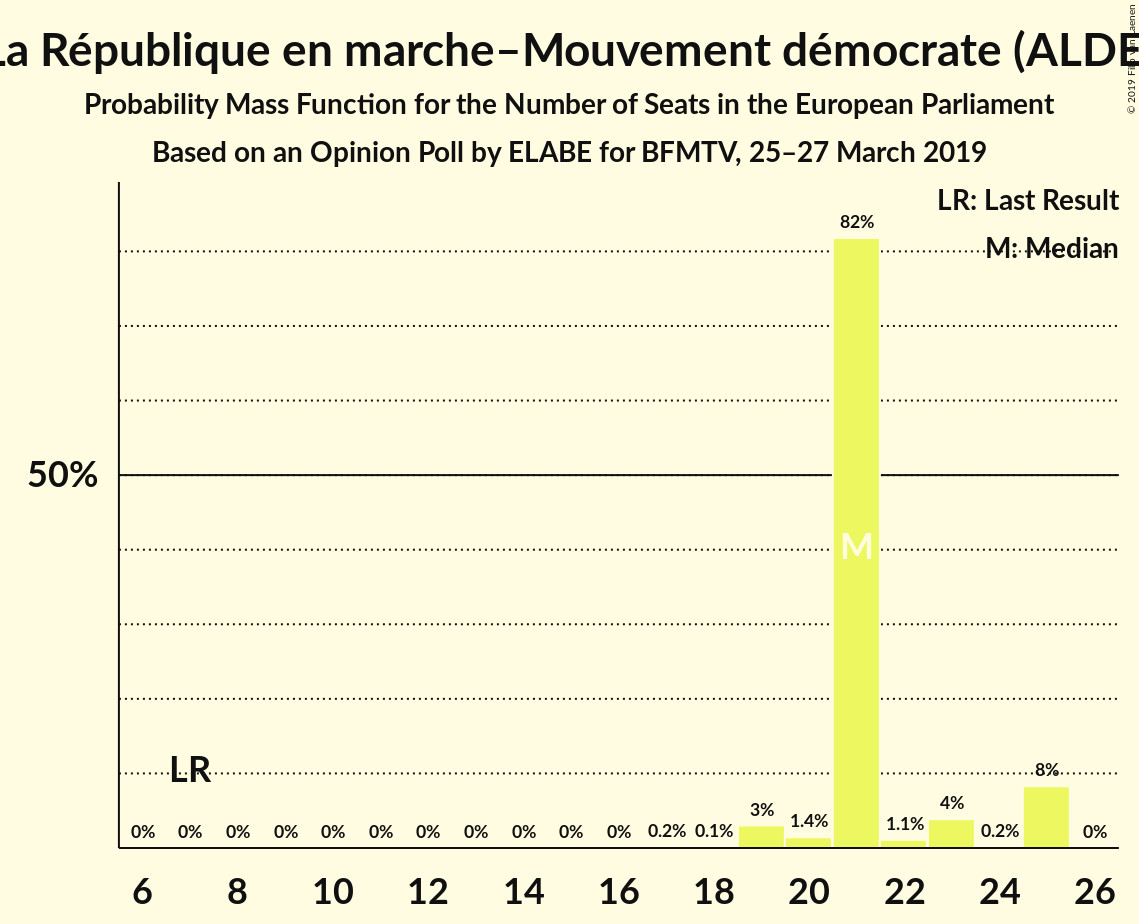 La République en marche–Mouvement démocrate (ALDE
Probability Mass Function for the Number of Seats in the European Parliament
Based on an Opinion Poll by ELABE for BFMTV, 25–27 March 2019
© 2019
LR: Last Result
M: Median
82%
50%
M
LR
0% 0% 0% 0% 0% 0% 0% 0% 0% 0% 0% 0.2% 0.1% 3% 1.4% 1.1% 4% 0.2% 8% 0%
6 8 10 12 14 16 18 20 22 24 26